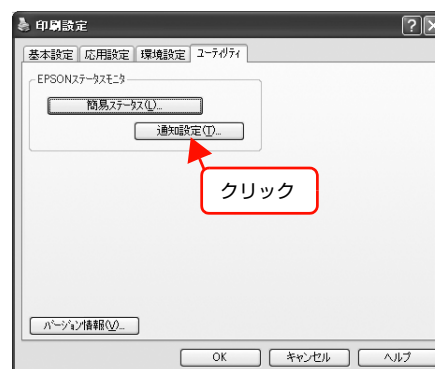 印刷設定
基本設定 応用設定 環境設定 ユーティリティ
EPSONステータスモニタ
簡易ステータス(L)...
通知設定(T)...
クリック
バージョン情報(V)...
OK キャンセル ヘルプ